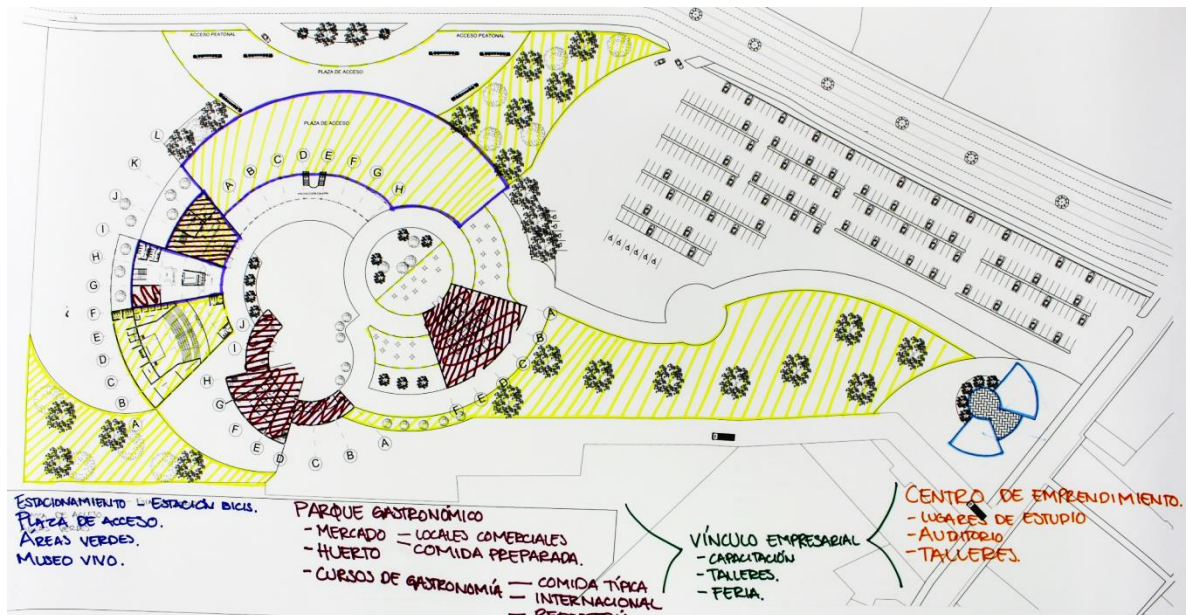 ACCESO PEATONAL
ACCESO PEATONAL
PLAZA DE ACCESO
PLAZA DE ACCESO
L
K
J
I
H
G
F
E
D
C
B
A
A
B
C
D
E
F
G
H
J
I
H
G
F
E
D
C
B
A
A
B
C
D
E
F
ESTACIONAMIENTO – ESTACIÓN BICIS.
PLAZA DE ACCESO.
ÁREAS VERDES.
MUSEO VIVO.
PARQUE GASTRONÓMICO
- MERCADO — LOCALES COMERCIALES
- HUERTO – COMIDA PREPARADA.
- CURSOS DE GASTRONOMÍA — COMIDA TÍPICA
— INTERNACIONAL
VÍNCULO EMPRESARIAL
- CAPACITACIÓN
- TALLERES.
- FERIA.
CENTRO DE EMPRENDIMIENTO.
- LUGARES DE ESTUDIO
- AUDITORIO
- TALLERES.